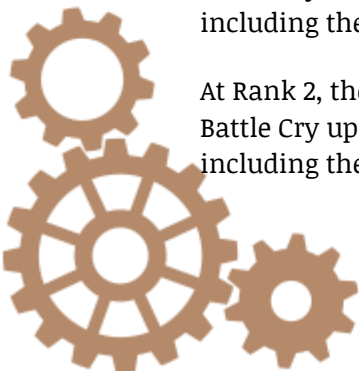 including the
At Rank 2, the
Battle Cry up
including the